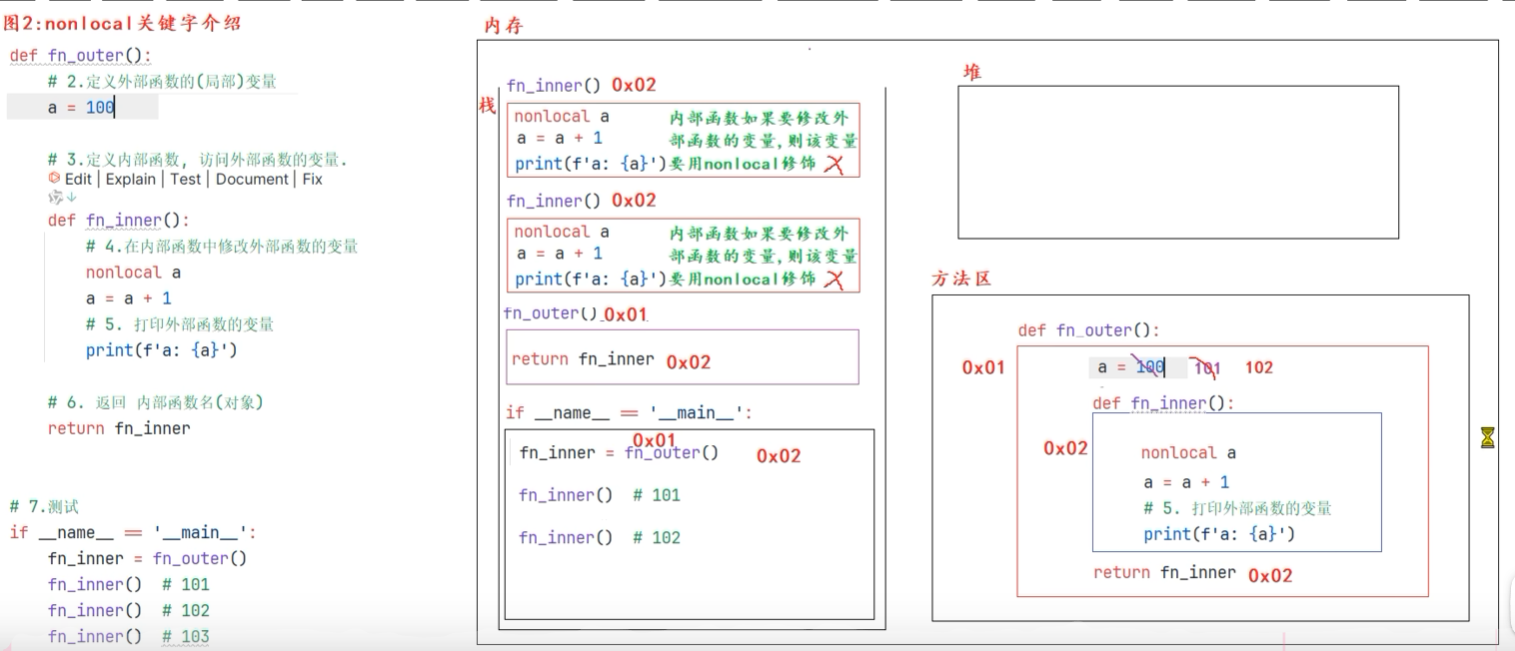 图2:nonlocal关键字介绍
def fn_outer():
# 2.定义外部函数的(局部)变量
a = 100
# 3.定义内部函数, 访问外部函数的变量.
Edit | Explain | Test | Document | Fix
def fn_inner():
# 4.在内部函数中修改外部函数的变量
nonlocal a
a = a + 1
# 5. 打印外部函数的变量
print(f'a: {a}')
# 6. 返回 内部函数名(对象)
return fn_inner
# 7.测试
if __name__ == '__main__':
fn_inner = fn_outer()
fn_inner() # 101
fn_inner() # 102
fn_inner() # 103
内存
栈
fn_inner() 0x02
nonlocal a 内部函数如果要修改外
a = a + 1 部函数的变量,则该变量
print(f'a: {a}')要用nonlocal修饰
fn_inner() 0x02
nonlocal a 内部函数如果要修改外
a = a + 1 部函数的变量,则该变量
print(f'a: {a}')要用nonlocal修饰
fn_outer() 0x01
return fn_inner 0x02
if __name__ == '__main__':
0x01
fn_inner = fn_outer() 0x02
fn_inner() # 101
fn_inner() # 102
堆
方法区
def fn_outer():
0x01
a = 100 101 102
def fn_inner():
0x02
nonlocal a
a = a + 1
# 5. 打印外部函数的变量
print(f'a: {a}')
return fn_inner 0x02